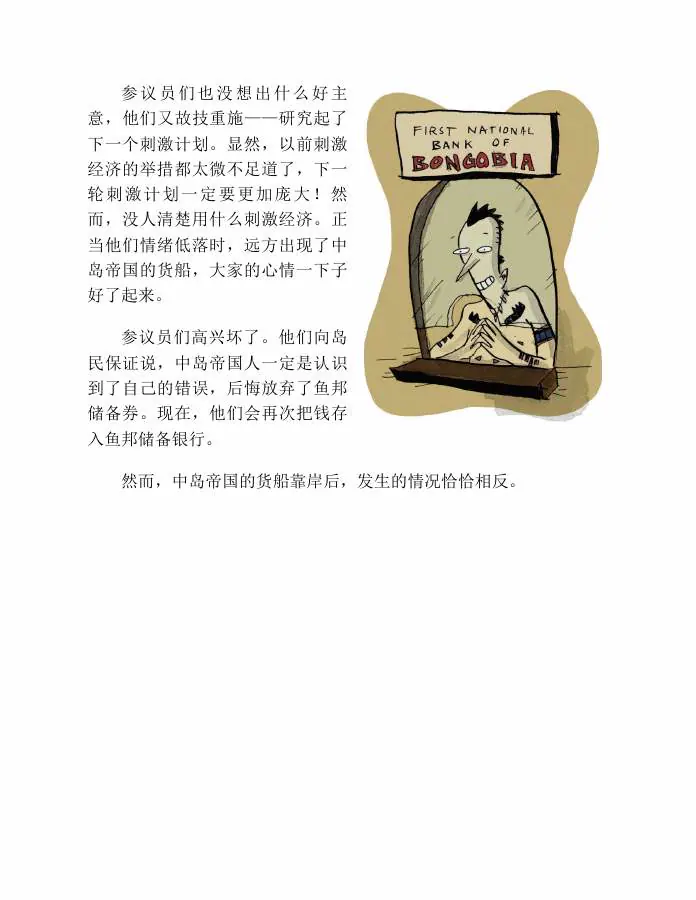 参议员们也没想出什么好主
意，他们又故技重施——研究起了
下一个刺激计划。显然，以前刺激
经济的举措都太微不足道了，下一
轮刺激计划一定要更加庞大！然
而，没人清楚用什么刺激经济。正
当他们情绪低落时，远方出现了中
岛帝国的货船，大家的心情一下子
好了起来。
参议员们高兴坏了。他们向岛
民保证说，中岛帝国人一定是认识
到了自己的错误，后悔放弃了鱼邦
储备券。现在，他们会再次把钱存
入鱼邦储备银行。
然而，中岛帝国的货船靠岸后，发生的情况恰恰相反。
FIRST NATIONAL
BANK OF
BONGOBIA